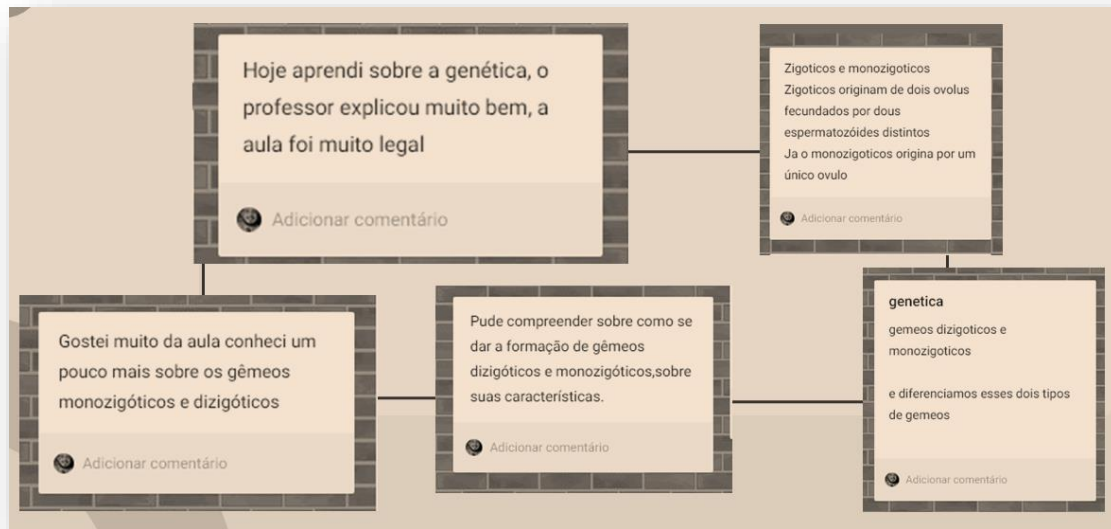 Hoje aprendi sobre a genética, o
professor explicou muito bem, a
aula foi muito legal
Adicionar comentário
Zigoticos e monozigoticos
Zigoticos originam de dois ovolus
fecundados por dous
espermatozóides distintos
Ja o monozigoticos origina por um
único ovulo
Adicionar comentário
Gostei muito da aula conheci um
pouco mais sobre os gêmeos
monozigóticos e dizigóticos
Adicionar comentário
Pude compreender sobre como se
dar a formação de gêmeos
dizigóticos e monozigóticos,sobre
suas características.
Adicionar comentário
genetica
gemeos dizigoticos e
monozigoticos
e diferenciamos esses dois tipos
de gemeos
Adicionar comentário